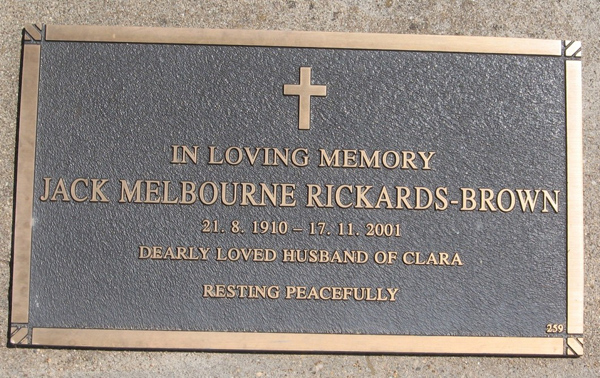 IN LOVING MEMORY
JACK MELBOURNE RICKARDS-BROWN
21. 8. 1910 – 17. 11. 2001
DEARLY LOVED HUSBAND OF CLARA
RESTING PEACEFULLY
259